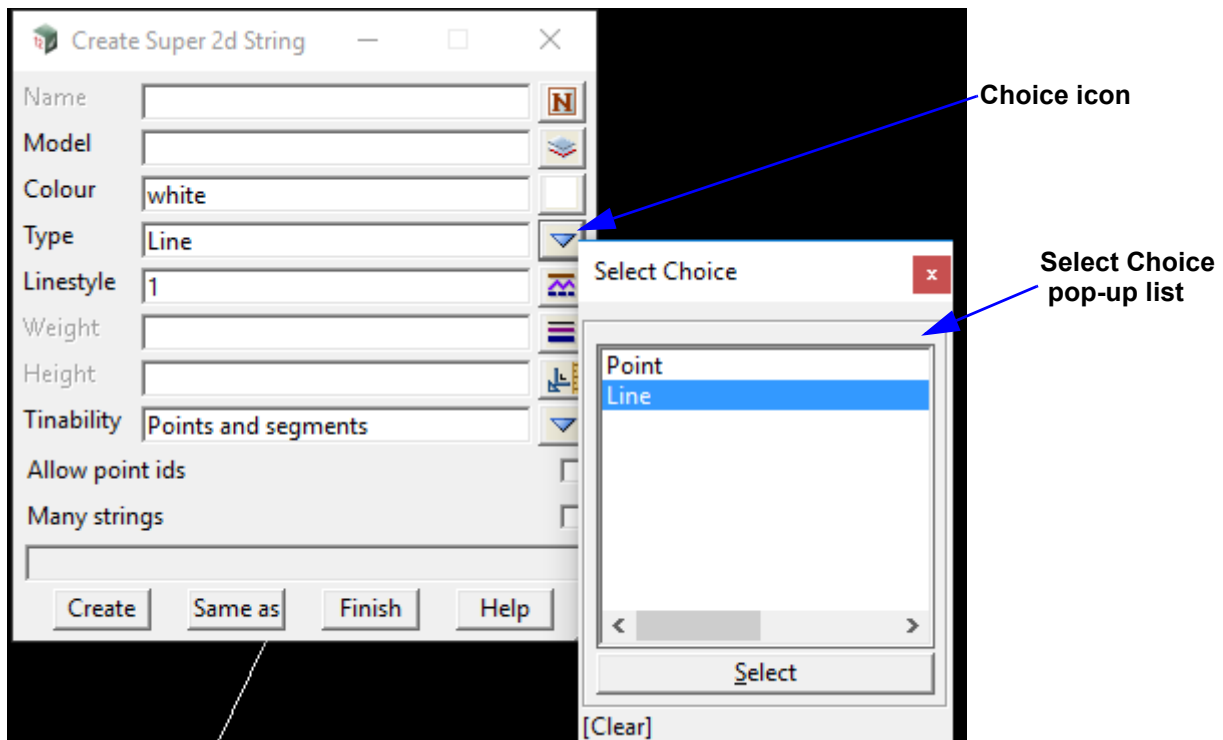 Create Super 2d String
Name
Model
Colour white
Type Line
Linestyle 1
Weight
Height
Tinability Points and segments
Allow point ids
Many strings
Create Same as Finish Help
Choice icon
Select Choice
x
Point
Line
Select
[Clear]
Select Choice
pop-up list